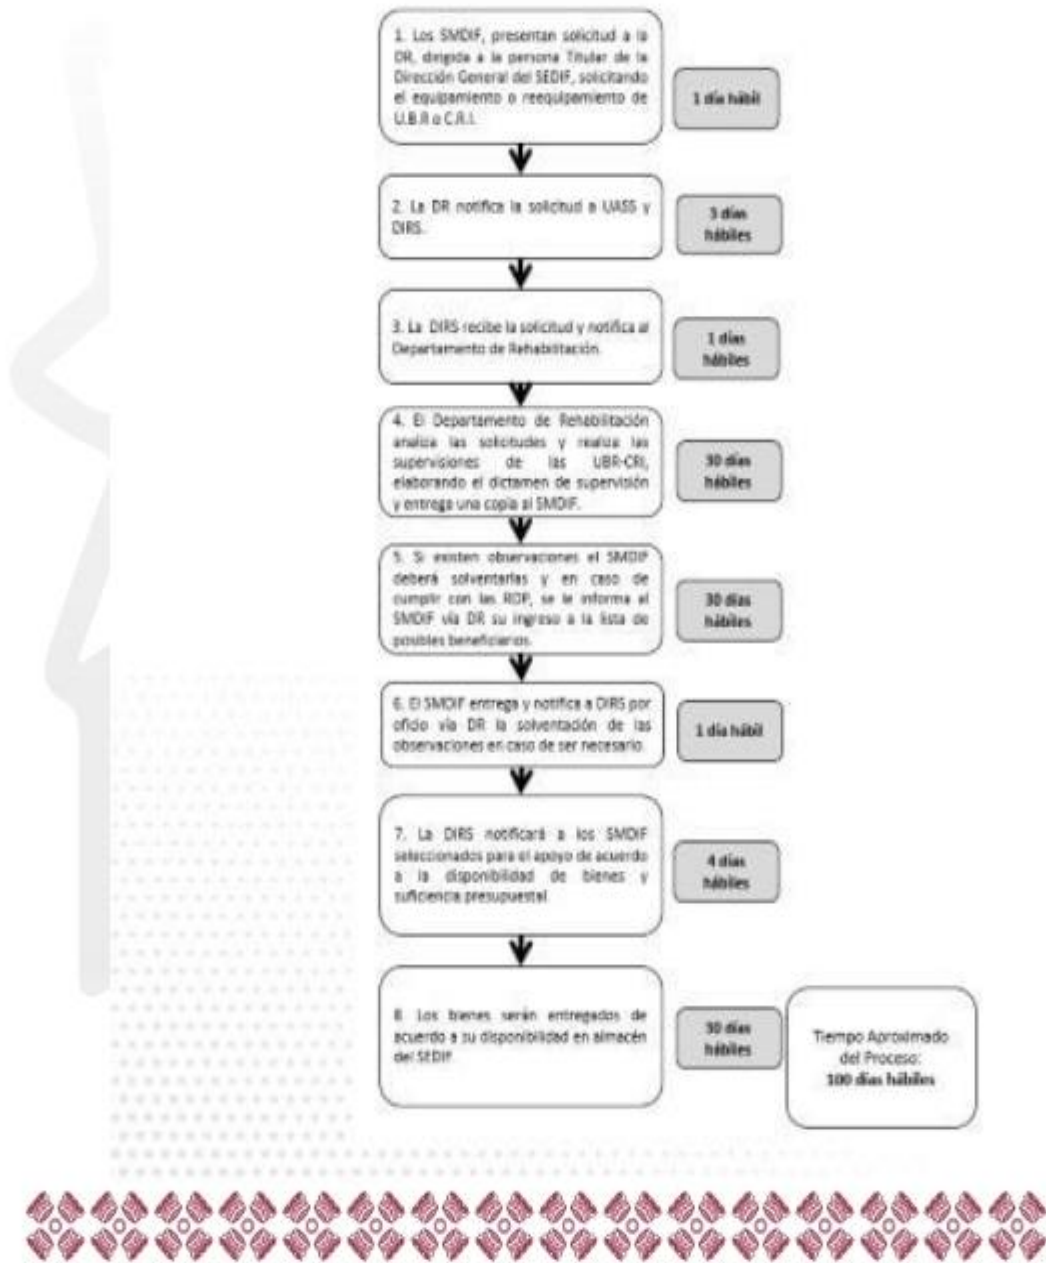 1. Los SMDIF, presentan solicitud a la
DR, dirigida a la persona Titular de la
Dirección General del SEDIF, solicitando
el equipamiento o reequipamiento de
U.B.R o C.R.I.
1 día hábil
2. La DR notifica la solicitud a UASS y
DIRS.
3 días
hábiles
3. La DIRS recibe la solicitud y notifica al
Departamento de Rehabilitación.
1 días
hábiles
4. El Departamento de Rehabilitación
analiza las solicitudes y realiza las
supervisiones de las UBR-CRI,
elaborando el dictamen de supervisión
y entrega una copia al SMDIF.
30 días
hábiles
5. Si existen observaciones el SMDIF
deberá solventarlas y en caso de
cumplir con las ROP, se le informa al
SMDIF vía DR su ingreso a la lista de
posibles beneficiarios.
30 días
hábiles
6. El SMDIF entrega y notifica a DIRS por
oficio vía DR la solventación de las
observaciones en caso de ser necesario.
1 día hábil
7. La DIRS notificará a los SMDIF
seleccionados para el apoyo de acuerdo
a la disponibilidad de bienes y
suficiencia presupuestal
4 días
hábiles
8. Los bienes serán entregados de
acuerdo a su disponibilidad en almacén
del SEDIF
30 días
hábiles
Tiempo Aproximado
del Proceso:
100 días hábiles